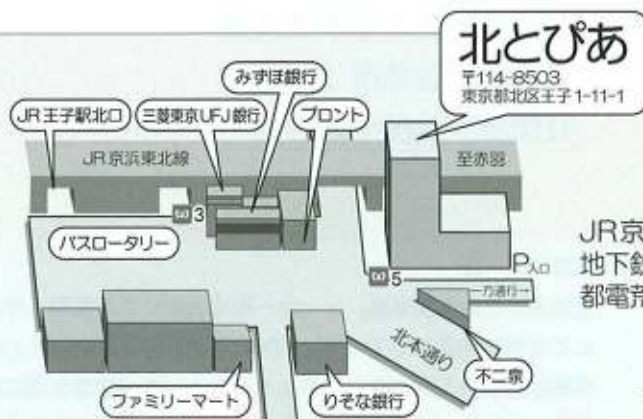 北とぴあ
〒114-8503
東京都北区王子1-11-1
みずほ銀行
JR王子駅北口
三菱東京UFJ銀行
プロント
JR京浜東北線
至赤羽
3
バスロータリー
5
P入口
一方通行→
JR京
地下鉄
都電荒
北本通り
不二泉
ファミリーマート
りそな銀行